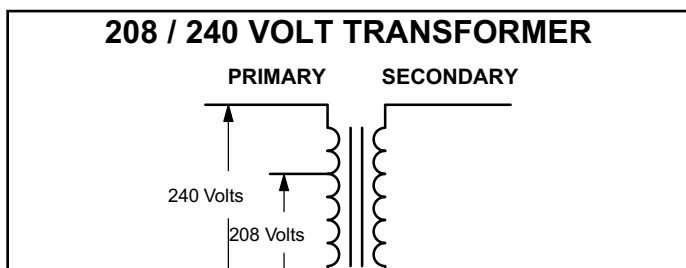 208 / 240 VOLT TRANSFORMER
PRIMARY SECONDARY
240 Volts
208 Volts